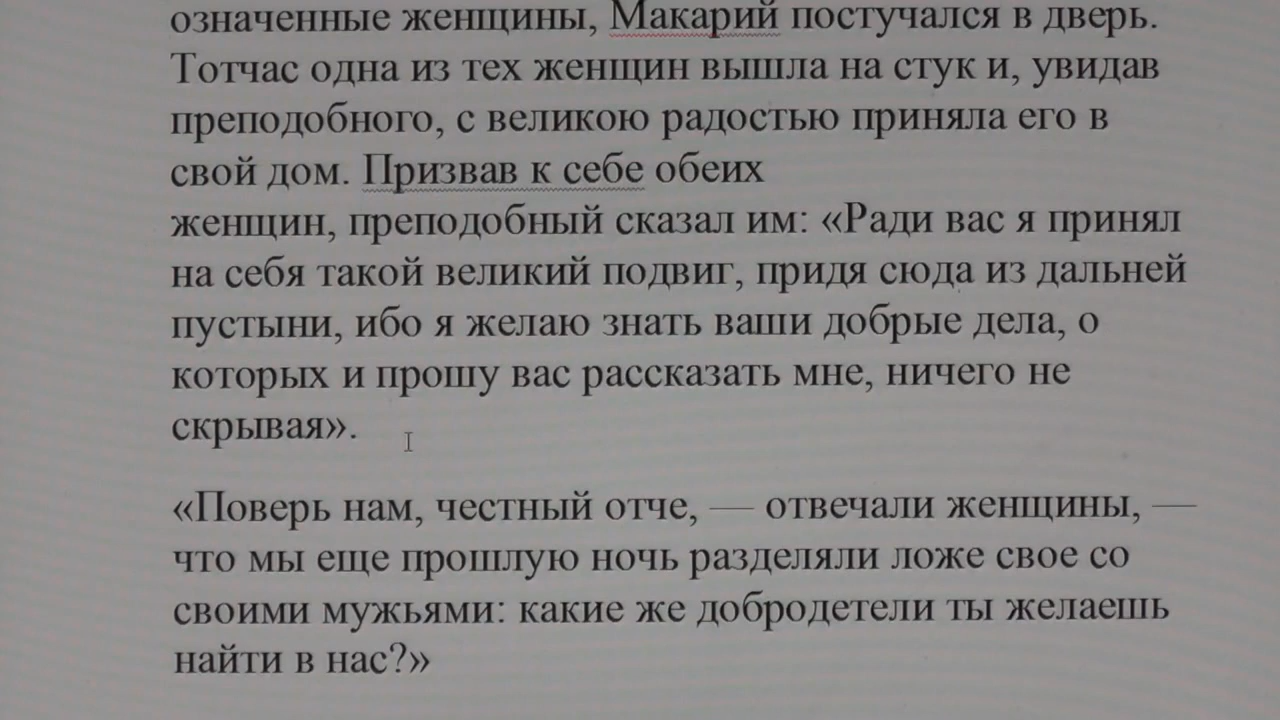 означенные женщины, Макарий постучался в дверь.
Тотчас одна из тех женщин вышла на стук и, увидав
преподобного, с великою радостью приняла его в
свой дом. Призвав к себе обеих
женщин, преподобный сказал им: «Ради вас я принял
на себя такой великий подвиг, придя сюда из дальней
пустыни, ибо я желаю знать ваши добрые дела, о
которых и прошу вас рассказать мне, ничего не
скрывая».
«Поверь нам, честный отче, — отвечали женщины, —
что мы еще прошлую ночь разделяли ложе свое со
своими мужьями: какие же добродетели ты желаешь
найти в нас?»